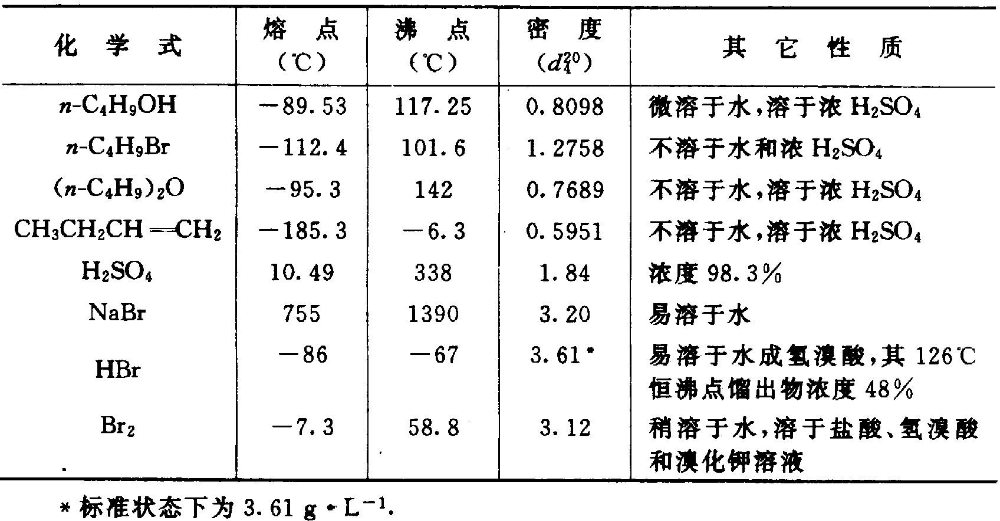 化学式 熔点(℃) 沸点(℃) 密度(d₄²⁰) 其它性质
n-C₄H₉OH −89.53 117.25 0.8098 微溶于水,溶于浓 H₂SO₄
n-C₄H₉Br −112.4 101.6 1.2758 不溶于水和浓 H₂SO₄
(n-C₄H₉)₂O −95.3 142 0.7689 不溶于水,溶于浓 H₂SO₄
CH₃CH₂CH=CH₂ −185.3 −6.3 0.5951 不溶于水,溶于浓 H₂SO₄
H₂SO₄ 10.49 338 1.84 浓度 98.3%
NaBr 755 1390 3.20 易溶于水
HBr −86 −67 3.61* 易溶于水成氢溴酸,其 126℃
恒沸点馏出物浓度 48%
Br₂ −7.3 58.8 3.12 稍溶于水,溶于盐酸、氢溴酸
和溴化钾溶液
* 标准状态下为 3.61 g·L⁻¹.